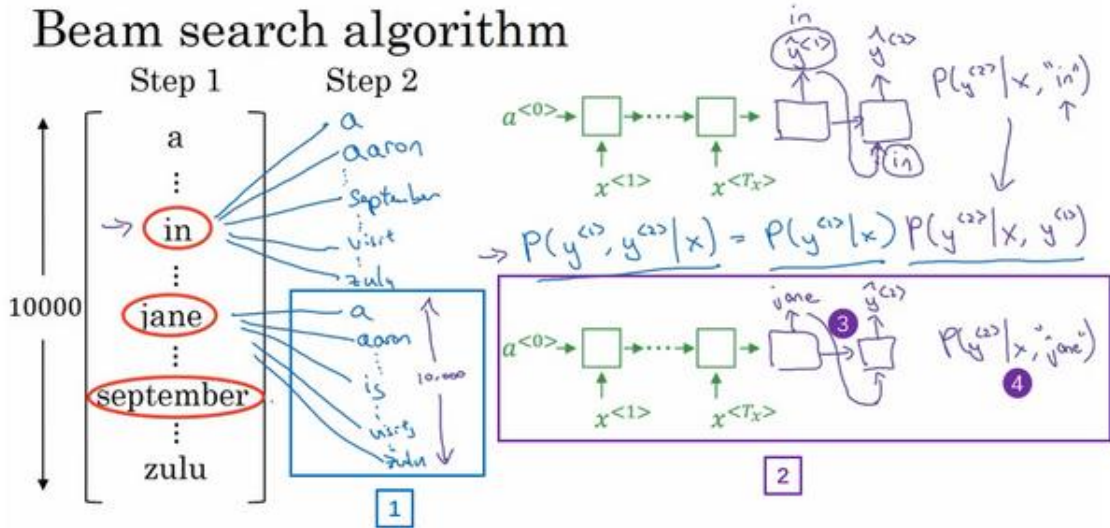 Beam search algorithm
Step 1
Step 2
10000
a
⋮
in
⋮
jane
⋮
september
⋮
zulu
a
aaron
⋮
september
⋮
visit
⋮
zulu
a
aaron
⋮
is
⋮
visits
⋮
zulu
10,000
1
in
ŷ<1>
ŷ<2>
a<0>
x<1>
x<Tx>
in
P(y<2>|x, "in")
→ P(y<1>, y<2>|x) = P(y<1>|x) P(y<2>|x, y<1>)
jane
ŷ<2>
3
a<0>
x<1>
x<Tx>
P(y<2>|x, "jane")
4
2